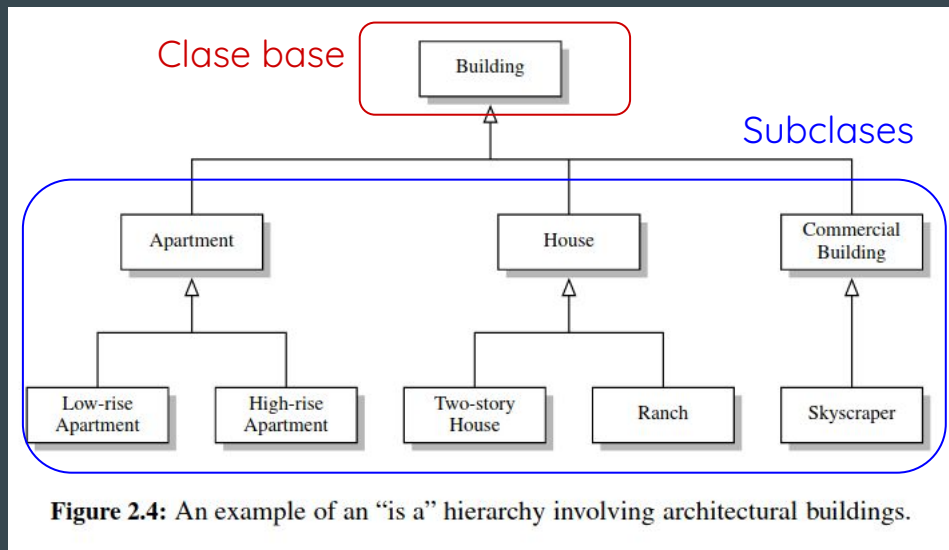 Clase base
Building
Subclases
Apartment
House
Commercial
Building
Low-rise
Apartment
High-rise
Apartment
Two-story
House
Ranch
Skyscraper
Figure 2.4: An example of an “is a” hierarchy involving architectural buildings.